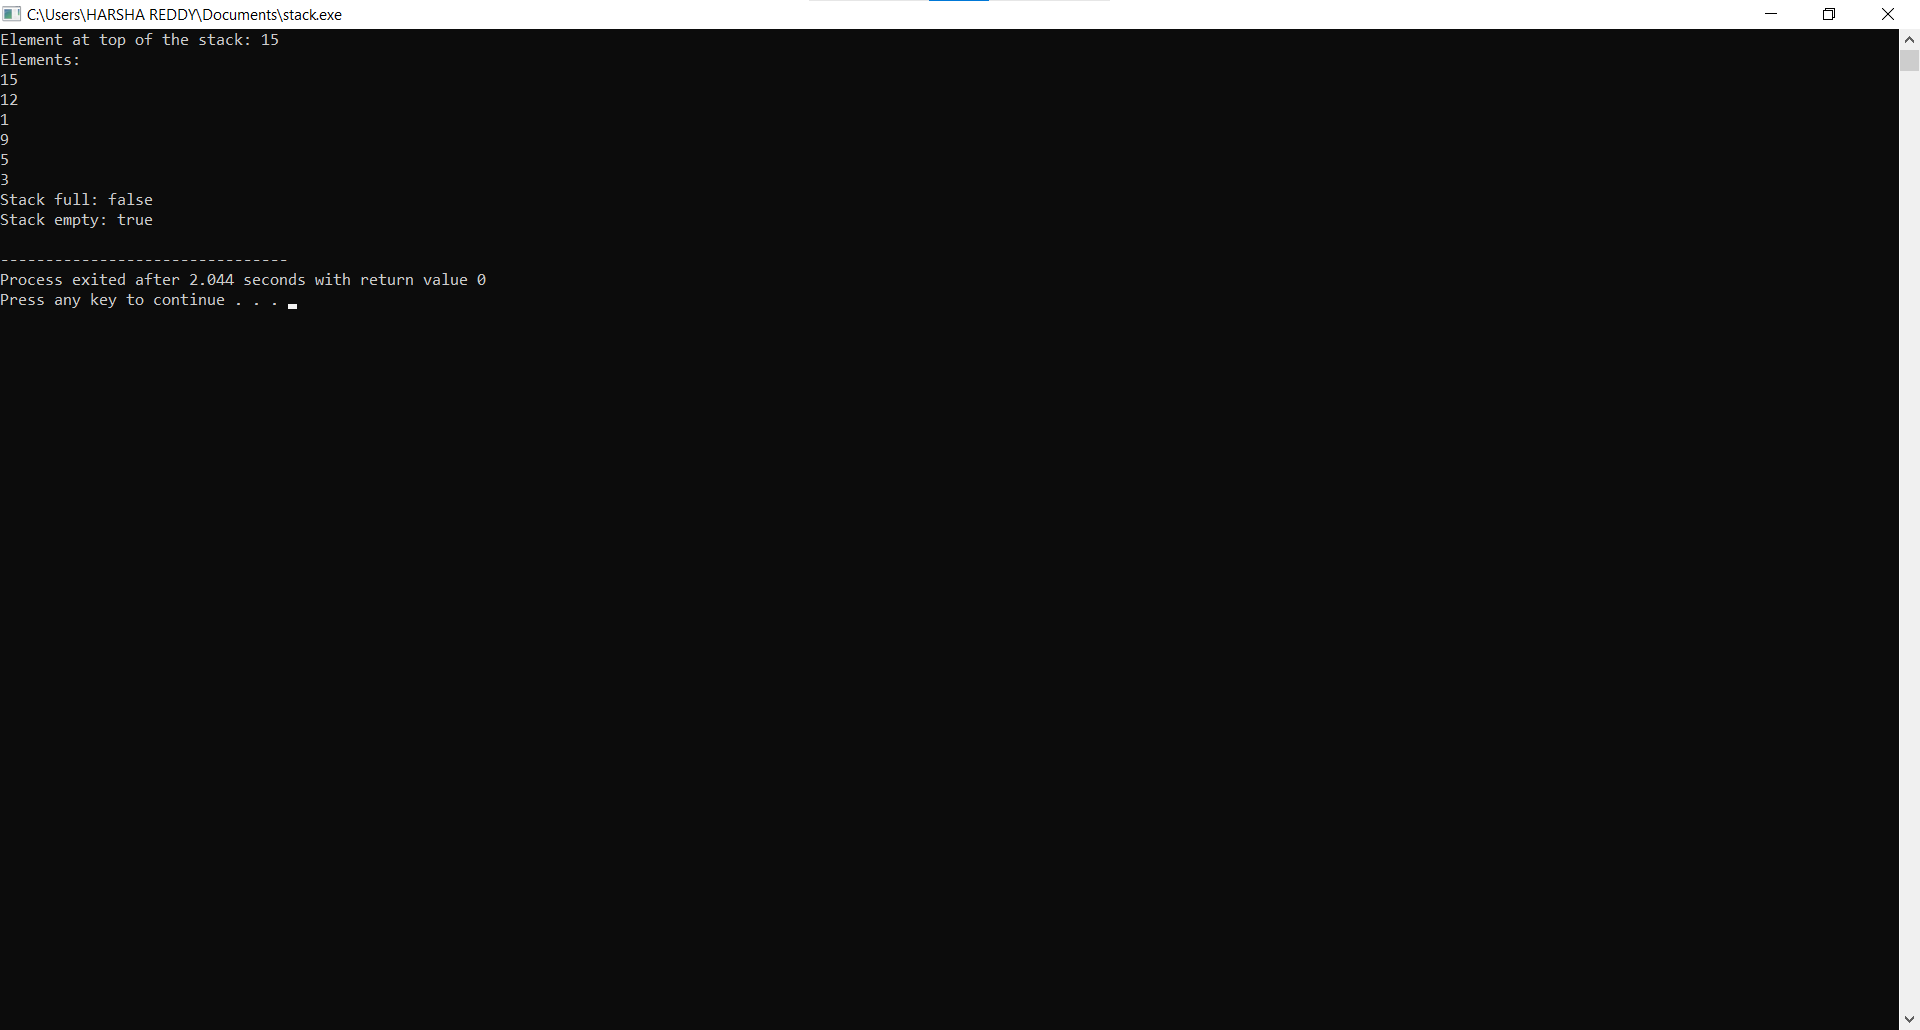 C:\Users\HARSHA REDDY\Documents\stack.exe
Element at top of the stack: 15
Elements:
15
12
1
9
5
3
Stack full: false
Stack empty: true
--------------------------------
Process exited after 2.044 seconds with return value 0
Press any key to continue . . .